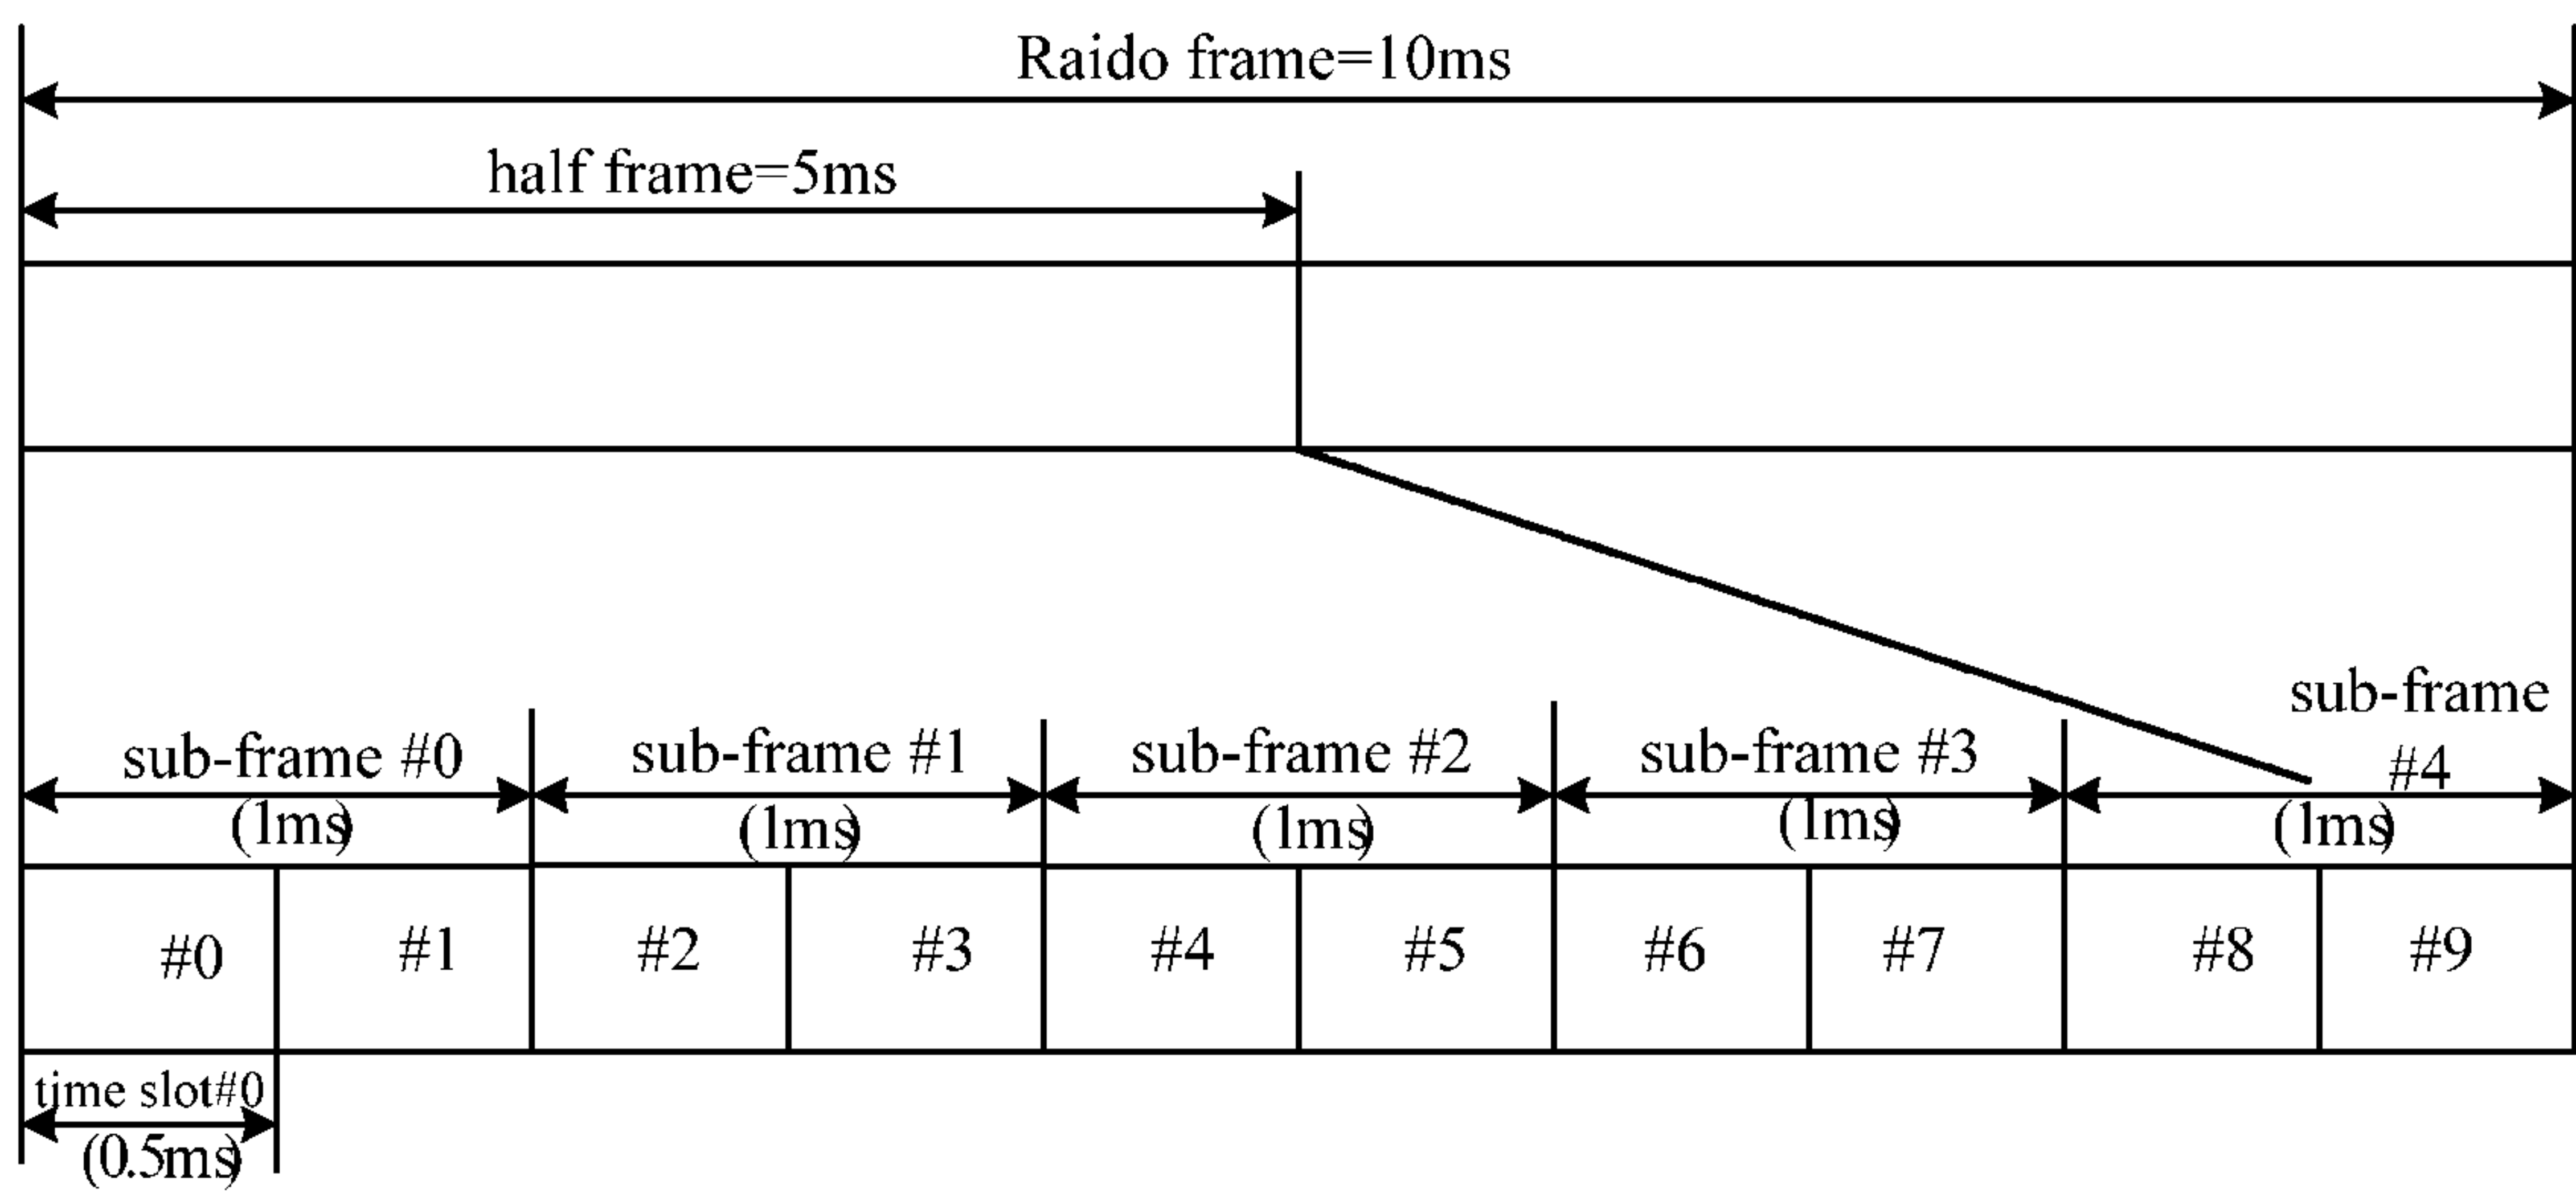 Raido frame=10ms
half frame=5ms
sub-frame #0
(1ms)
sub-frame #1
(1ms)
sub-frame #2
(1ms)
sub-frame #3
(1ms)
sub-frame
#4
(1ms)
#0
#1
#2
#3
#4
#5
#6
#7
#8
#9
time slot#0
(0.5ms)